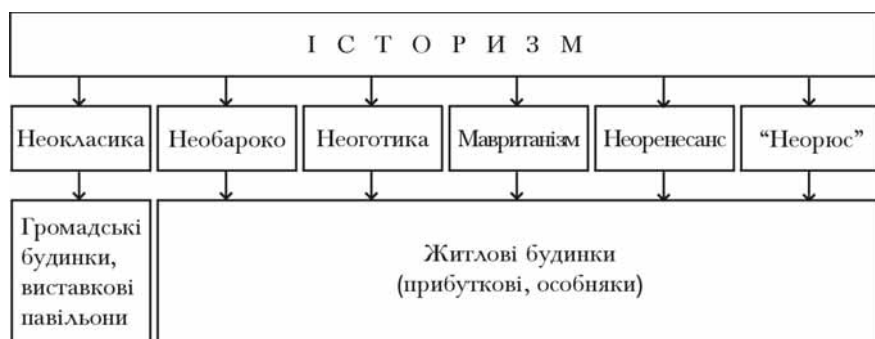 І С Т О Р И З М
Неокласика Необароко Неоготика Мавританізм Неоренесанс “Неорюс”
Громадські
будинки,
виставкові
павільони
Житлові будинки
(прибуткові, особняки)